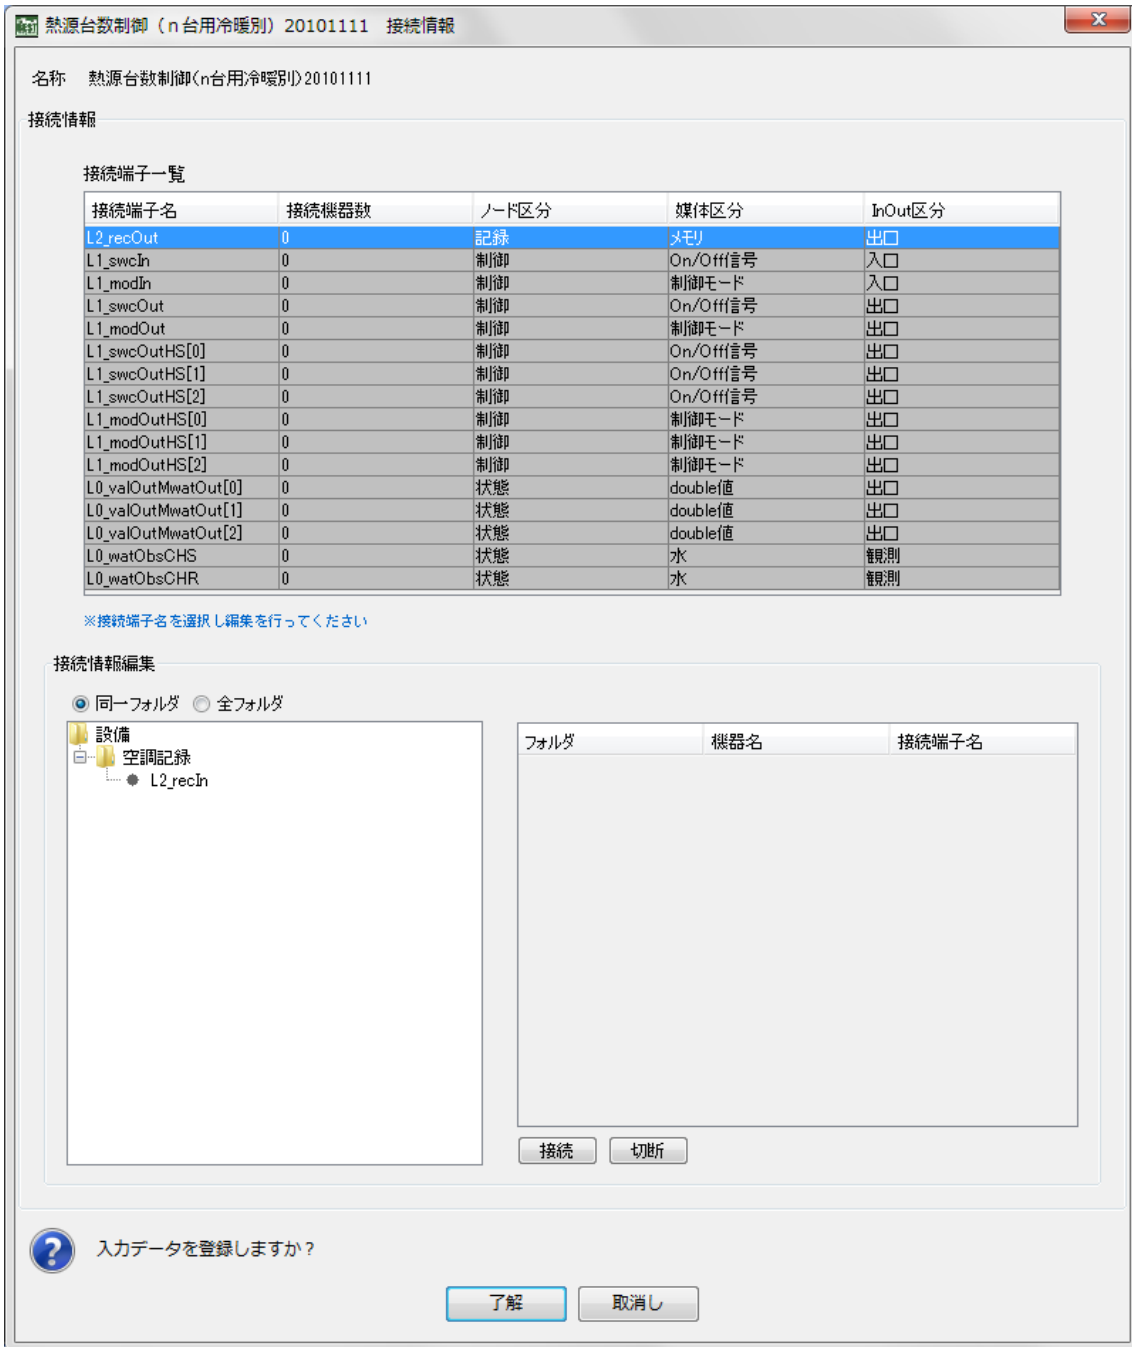 熱源台数制御（ｎ台用冷暖別）20101111　接続情報
名称　熱源台数制御(n台用冷暖別)20101111
接続情報
接続端子一覧
接続端子名 接続機器数 ノード区分 媒体区分 InOut区分
L2_recOut 0 記録 メモリ 出口
L1_swcIn 0 制御 On/Off信号 入口
L1_modIn 0 制御 制御モード 入口
L1_swcOut 0 制御 On/Off信号 出口
L1_modOut 0 制御 制御モード 出口
L1_swcOutHS[0] 0 制御 On/Off信号 出口
L1_swcOutHS[1] 0 制御 On/Off信号 出口
L1_swcOutHS[2] 0 制御 On/Off信号 出口
L1_modOutHS[0] 0 制御 制御モード 出口
L1_modOutHS[1] 0 制御 制御モード 出口
L1_modOutHS[2] 0 制御 制御モード 出口
L0_valOutMwatOut[0] 0 状態 double値 出口
L0_valOutMwatOut[1] 0 状態 double値 出口
L0_valOutMwatOut[2] 0 状態 double値 出口
L0_watObsCHS 0 状態 水 観測
L0_watObsCHR 0 状態 水 観測
※接続端子名を選択し編集を行ってください
接続情報編集
同一フォルダ 全フォルダ
設備
空調記録
L2_recIn
フォルダ 機器名 接続端子名
接続 切断
入力データを登録しますか？
了解 取消し